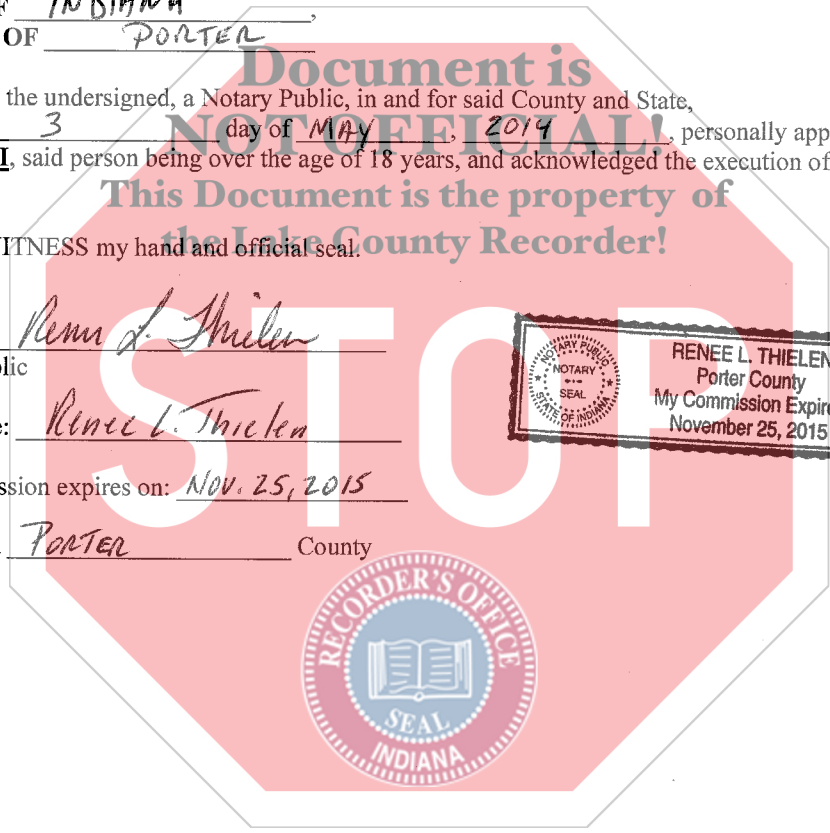 F INDIANA,
OF PORTER
Document is
the undersigned, a Notary Public, in and for said County and State,
3 day of MAY, 2014, personally app
NOT OFFICIAL!
I, said person being over the age of 18 years, and acknowledged the execution of
This Document is the property of
the Lake County Recorder!
ITNESS my hand and official seal.
STOP
Renee L. Thielen
lic
e: Renee L. Thielen
ssion expires on: NOV. 25, 2015
PORTER County
NOTARY PUBLIC
NOTARY
SEAL
STATE OF INDIANA
RENEE L. THIELEN
Porter County
My Commission Expire
November 25, 2015
RECORDER'S OFFICE
SEAL
INDIANA